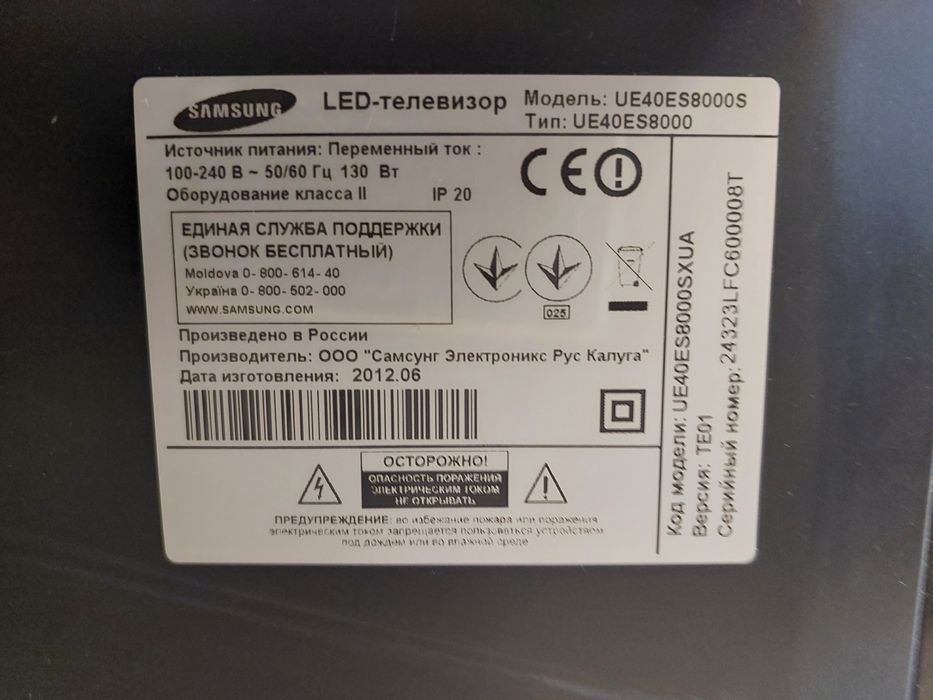 SAMSUNG
LED-телевизор
Модель: UE40ES8000S
Тип: UE40ES8000
Источник питания: Переменный ток :
100-240 В ~ 50/60 Гц 130 Вт
Оборудование класса II IP 20
CE
ЕДИНАЯ СЛУЖБА ПОДДЕРЖКИ
(ЗВОНОК БЕСПЛАТНЫЙ)
Moldova 0- 800- 614- 40
Україна 0- 800- 502- 000
WWW.SAMSUNG.COM
025
Произведено в России
Производитель: ООО "Самсунг Электроникс Рус Калуга"
Дата изготовления: 2012.06
ОСТОРОЖНО!
ОПАСНОСТЬ ПОРАЖЕНИЯ
ЭЛЕКТРИЧЕСКИМ ТОКОМ
НЕ ОТКРЫВАТЬ
ПРЕДУПРЕЖДЕНИЕ: во избежание пожара или поражения
электрическим током запрещается пользоваться устройством
под дождем или во влажной среде
Код модели: UE40ES8000SXUA
Версия: TE01
Серийный номер: 24323LFC600008T